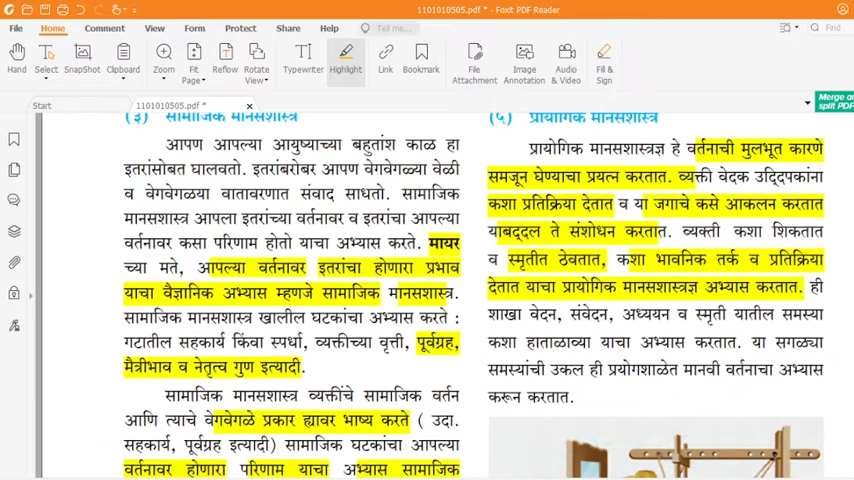 1101010505.pdf * - Foxit PDF Reader
File Home Comment View Form Protect Share Help Tell me... Find
Hand Select SnapShot Clipboard Zoom Fit Page Reflow Rotate View Typewriter Highlight Link Bookmark File Attachment Image Annotation Audio & Video Fill & Sign
Start 1101010505.pdf *
Merge an
split PDF
(३) सामाजिक मानसशास्त्र
आपण आपल्या आयुष्याच्या बहुतांश काळ हा
इतरांसोबत घालवतो. इतरांबरोबर आपण वेगवेगळ्या वेळी
व वेगवेगळया वातावरणात संवाद साधतो. सामाजिक
मानसशास्त्र आपला इतरांच्या वर्तनावर व इतरांचा आपल्या
वर्तनावर कसा परिणाम होतो याचा अभ्यास करते. मायर
च्या मते, आपल्या वर्तनावर इतरांचा होणारा प्रभाव
याचा वैज्ञानिक अभ्यास म्हणजे सामाजिक मानसशास्त्र.
सामाजिक मानसशास्त्र खालील घटकांचा अभ्यास करते :
गटातील सहकार्य किंवा स्पर्धा, व्यक्तीच्या वृत्ती, पूर्वग्रह,
मैत्रीभाव व नेतृत्व गुण इत्यादी.
सामाजिक मानसशास्त्र व्यक्तींचे सामाजिक वर्तन
आणि त्याचे वेगवेगळे प्रकार ह्यावर भाष्य करते ( उदा.
सहकार्य, पूर्वग्रह इत्यादी) सामाजिक घटकांचा आपल्या
वर्तनावर होणारा परिणाम याचा अभ्यास सामाजिक
(५) प्रायोगिक मानसशास्त्र
प्रायोगिक मानसशास्त्रज्ञ हे वर्तनाची मुलभूत कारणे
समजून घेण्याचा प्रयत्न करतात. व्यक्ती वेदक उद्दिपकांना
कशा प्रतिक्रिया देतात व या जगाचे कसे आकलन करतात
याबद्दल ते संशोधन करतात. व्यक्ती कशा शिकतात
व स्मृतीत ठेवतात, कशा भावनिक तर्क व प्रतिक्रिया
देतात याचा प्रायोगिक मानसशास्त्रज्ञ अभ्यास करतात. ही
शाखा वेदन, संवेदन, अध्ययन व स्मृती यातील समस्या
कशा हाताळाव्या याचा अभ्यास करतात. या सगळ्या
समस्यांची उकल ही प्रयोगशाळेत मानवी वर्तनाचा अभ्यास
करून करतात.